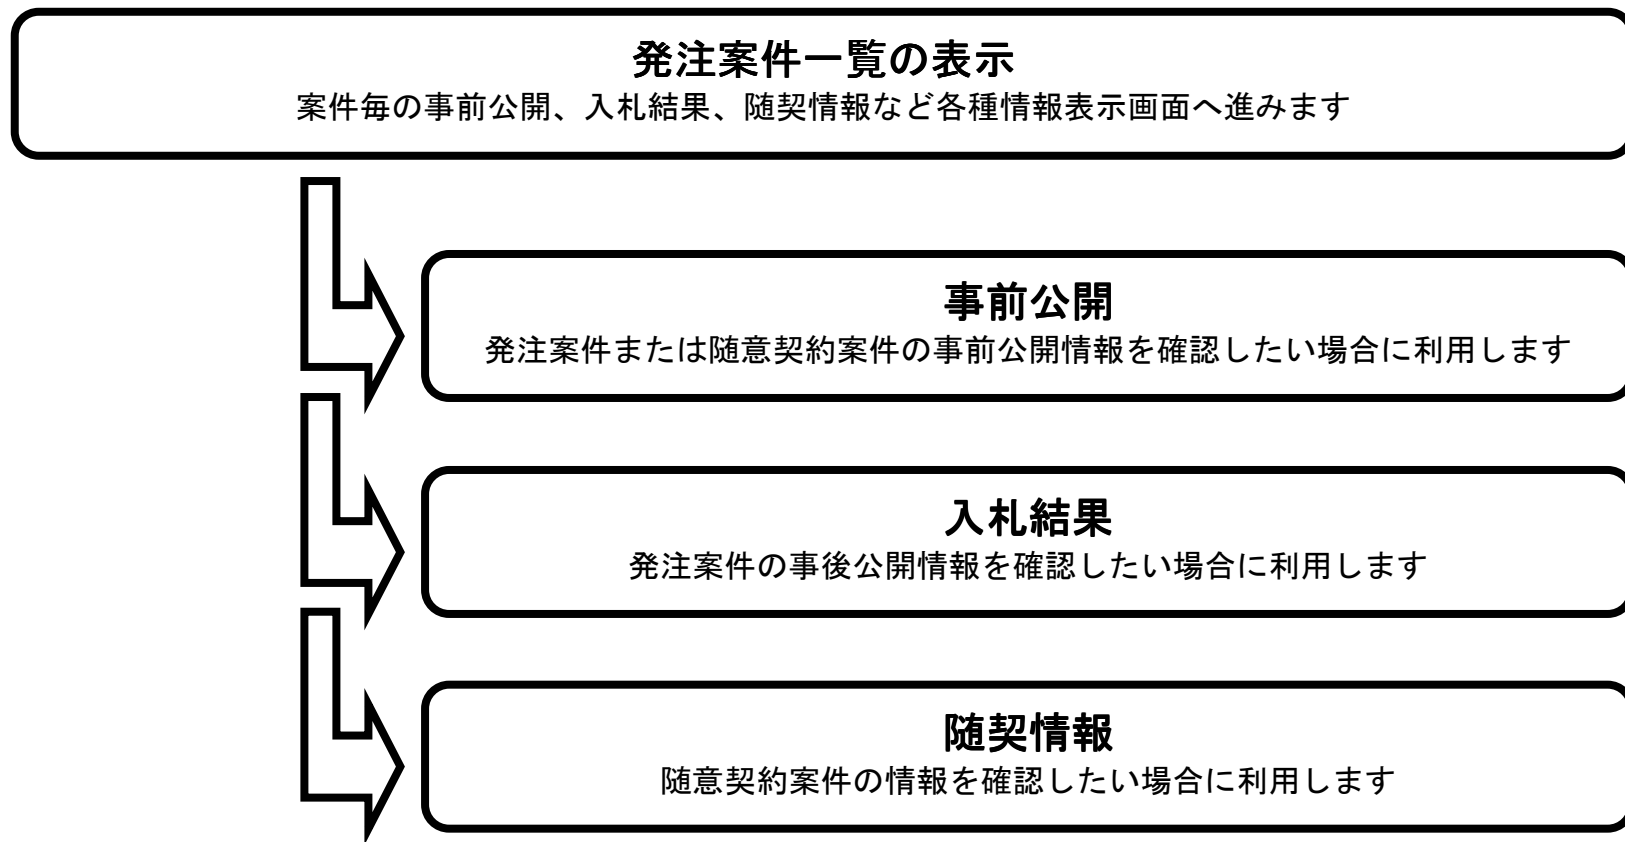 発注案件一覧の表示
案件毎の事前公開、入札結果、随契情報など各種情報表示画面へ進みます
事前公開
発注案件または随意契約案件の事前公開情報を確認したい場合に利用します
入札結果
発注案件の事後公開情報を確認したい場合に利用します
随契情報
随意契約案件の情報を確認したい場合に利用します